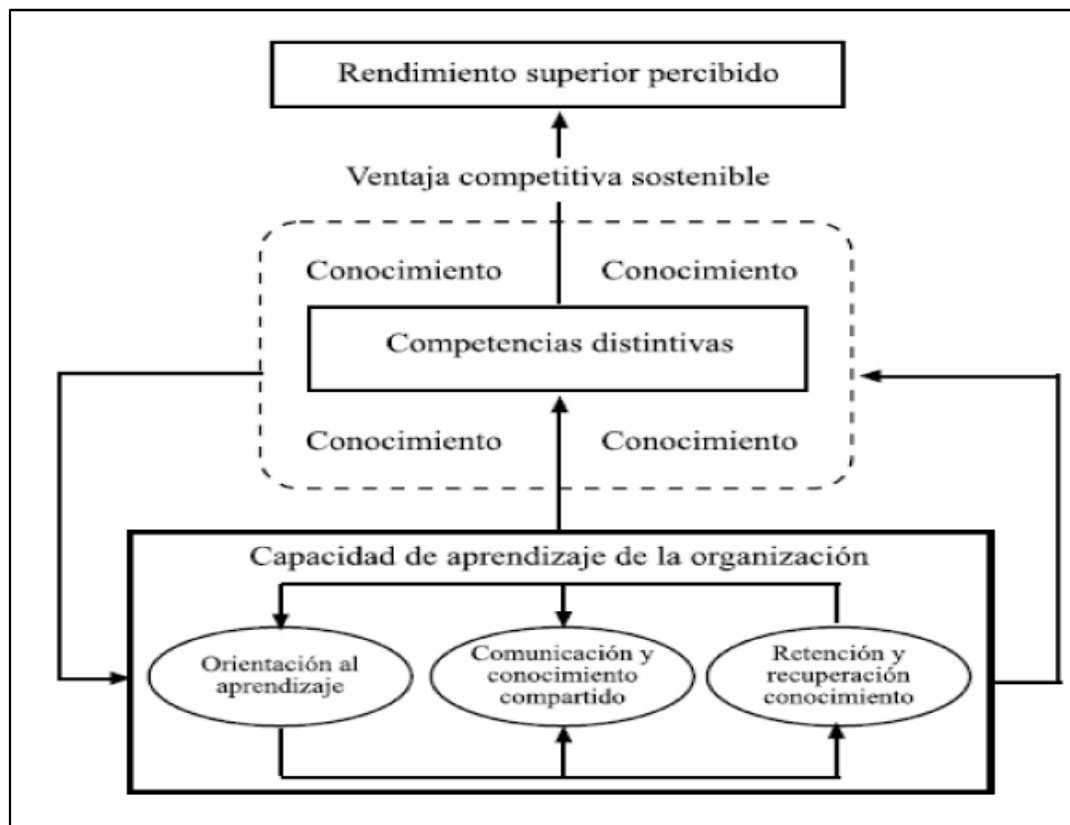 Rendimiento superior percibido
Ventaja competitiva sostenible
Conocimiento Conocimiento
Competencias distintivas
Conocimiento Conocimiento
Capacidad de aprendizaje de la organización
Orientación al
aprendizaje
Comunicación y
conocimiento
compartido
Retención y
recuperación
conocimiento